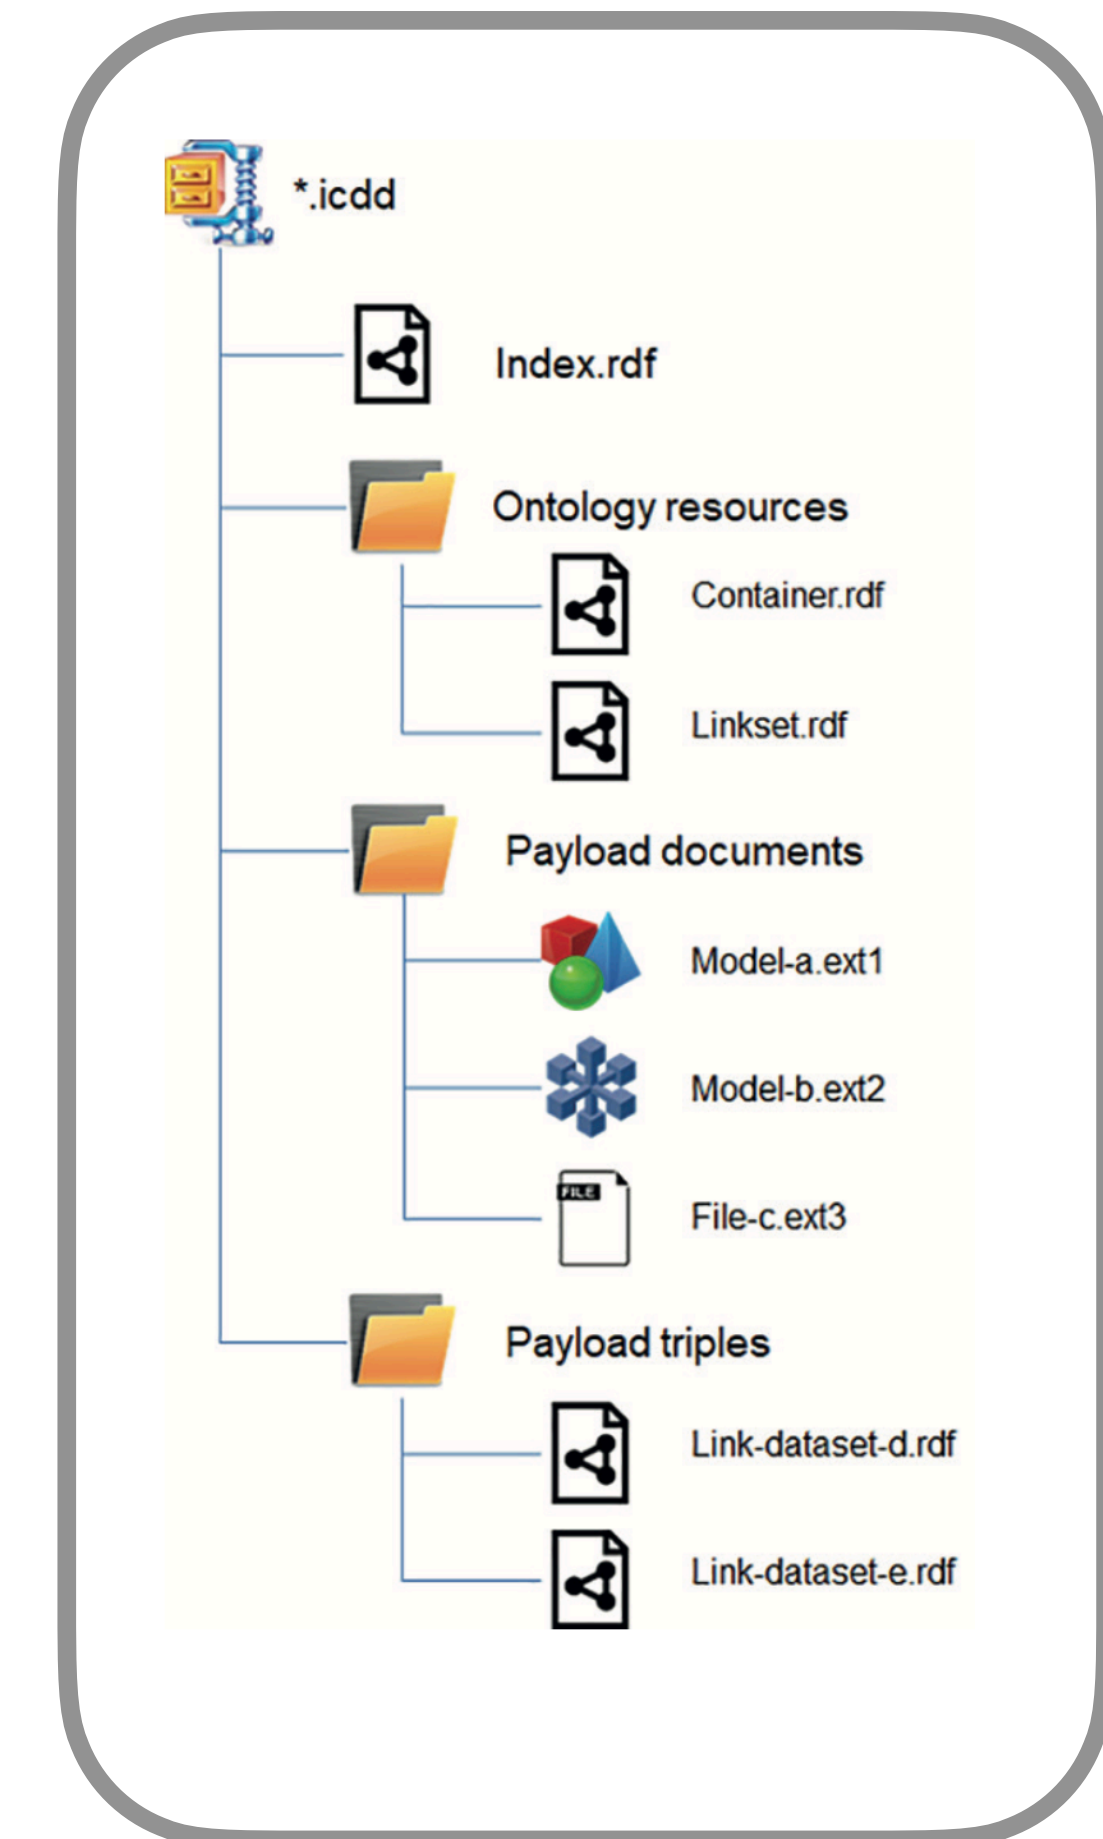 *.icdd
Index.rdf
Ontology resources
Container.rdf
Linkset.rdf
Payload documents
Model-a.ext1
Model-b.ext2
FILE
File-c.ext3
Payload triples
Link-dataset-d.rdf
Link-dataset-e.rdf